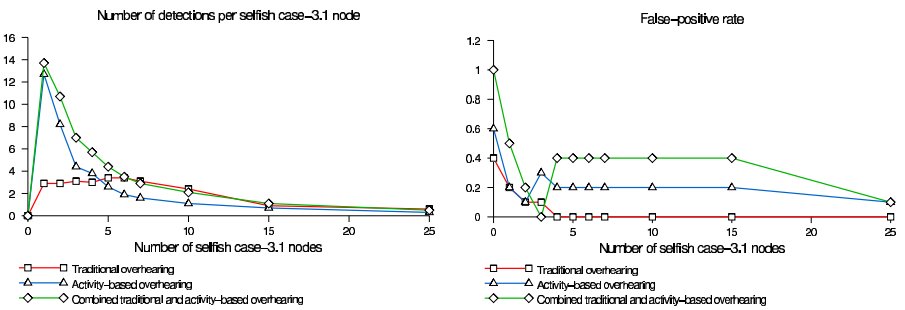 Number of detections per selfish case-3.1 node
16
14
12
10
8
6
4
2
0
0 5 10 15 20 25
Number of selfish case-3.1 nodes
Traditional overhearing
Activity-based overhearing
Combined traditional and activity-based overhearing
False-positive rate
1.2
1
0.8
0.6
0.4
0.2
0
0 5 10 15 20 25
Number of selfish case-3.1 nodes
Traditional overhearing
Activity-based overhearing
Combined traditional and activity-based overhearing